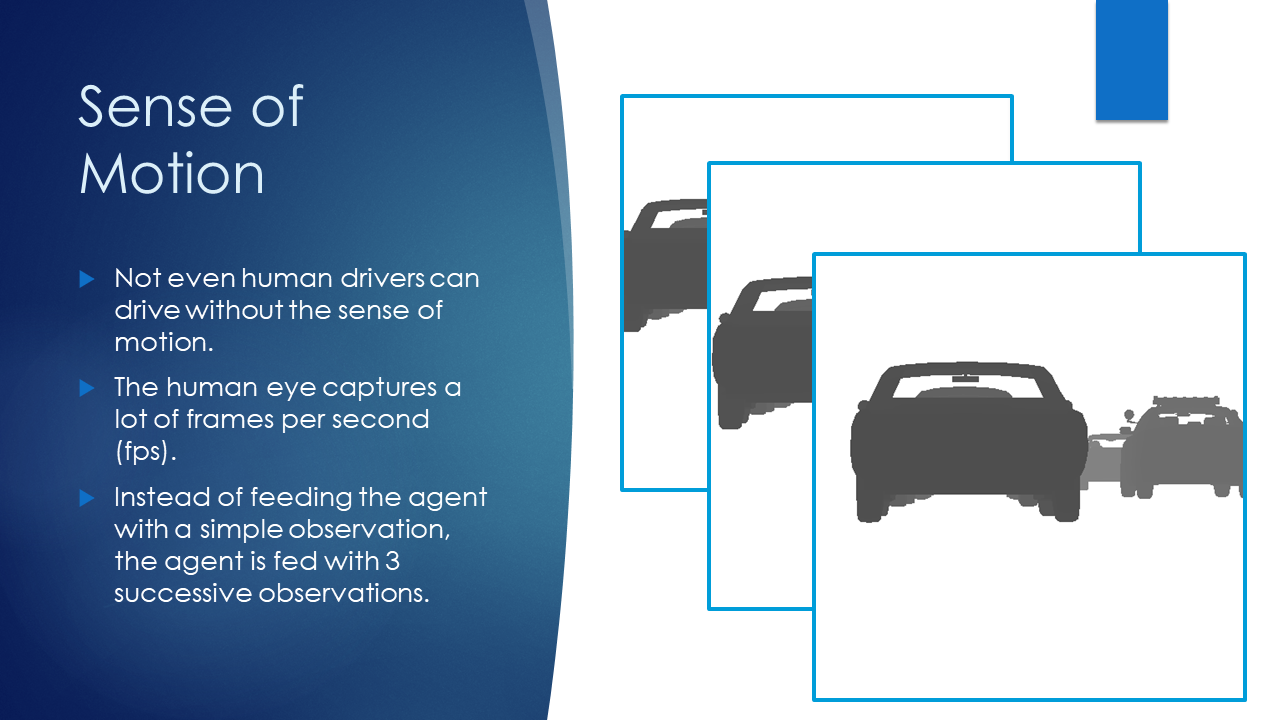 Sense of
Motion
Not even human drivers can
drive without the sense of
motion.
The human eye captures a
lot of frames per second
(fps).
Instead of feeding the agent
with a simple observation,
the agent is fed with 3
successive observations.